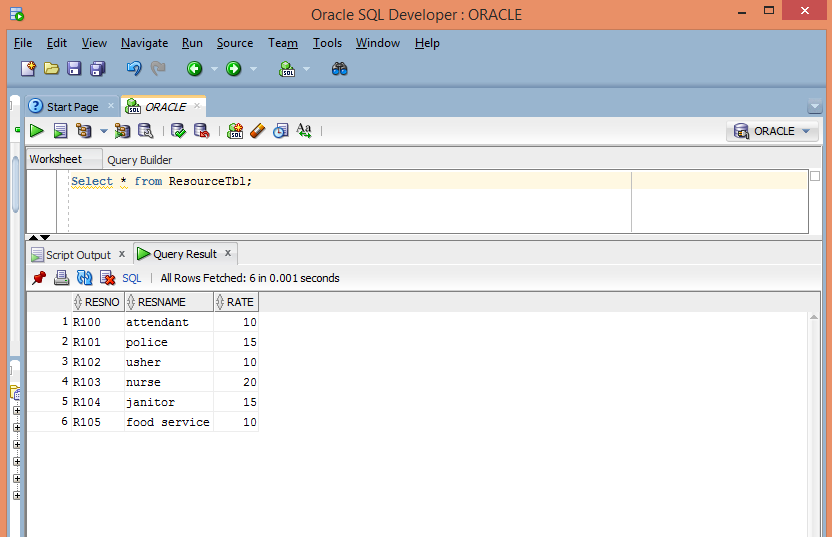 Oracle SQL Developer : ORACLE
File Edit View Navigate Run Source Team Tools Window Help
SQL
Start Page ORACLE
SQL Aa ORACLE
Worksheet Query Builder
Select * from ResourceTbl;
Script Output x Query Result x
SQL | All Rows Fetched: 6 in 0.001 seconds
RESNO RESNAME RATE
1 R100 attendant 10
2 R101 police 15
3 R102 usher 10
4 R103 nurse 20
5 R104 janitor 15
6 R105 food service 10